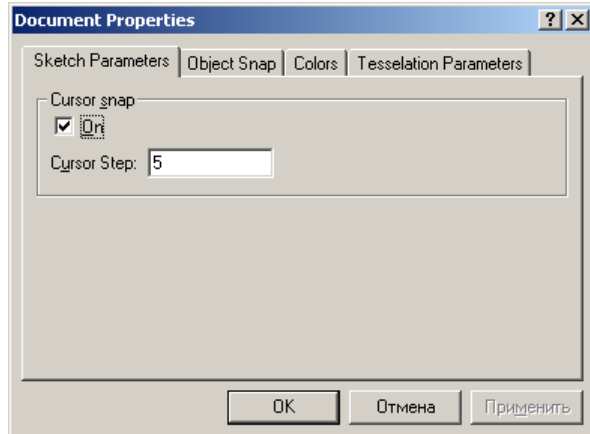 Document Properties
Sketch Parameters Object Snap Colors Tesselation Parameters
Cursor snap
On
Cursor Step: 5
OK Отмена Применить